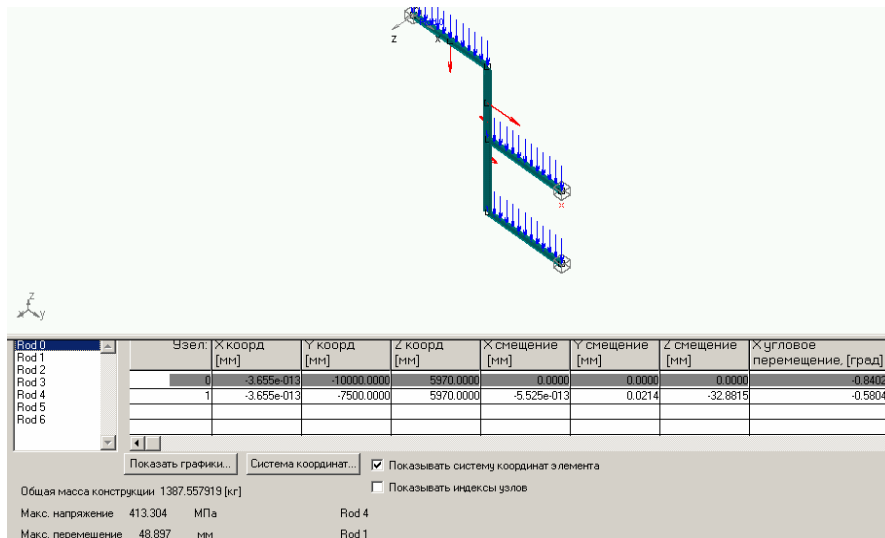 z
x
x
z
x y
Rod 0
Rod 1
Rod 2
Rod 3
Rod 4
Rod 5
Rod 6
Узел: X коорд [мм] Y коорд [мм] Z коорд [мм] X смещение [мм] Y смещение [мм] Z смещение [мм] X угловое перемещение, [град]
0 -3.655e-013 -10000.0000 5970.0000 0.0000 0.0000 0.0000 -0.8402
1 -3.655e-013 -7500.0000 5970.0000 -5.525e-013 0.0214 -32.8815 -0.5804
Показать графики... Система координат... Показывать систему координат элемента
Показывать индексы узлов
Общая масса конструкции 1387.557919 [кг]
Макс. напряжение 413.304 МПа Rod 4
Макс. перемещение 48.897 мм Rod 1